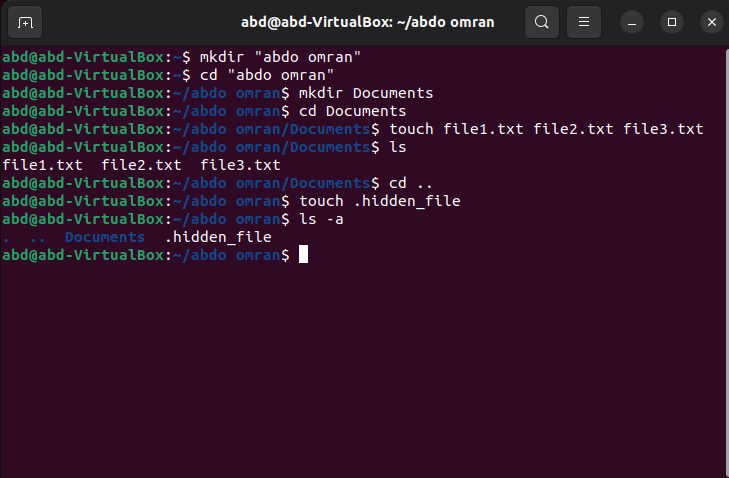 abd@abd-VirtualBox: ~/abdo omran
abd@abd-VirtualBox:~$ mkdir "abdo omran"
abd@abd-VirtualBox:~$ cd "abdo omran"
abd@abd-VirtualBox:~/abdo omran$ mkdir Documents
abd@abd-VirtualBox:~/abdo omran$ cd Documents
abd@abd-VirtualBox:~/abdo omran/Documents$ touch file1.txt file2.txt file3.txt
abd@abd-VirtualBox:~/abdo omran/Documents$ ls
file1.txt  file2.txt  file3.txt
abd@abd-VirtualBox:~/abdo omran/Documents$ cd ..
abd@abd-VirtualBox:~/abdo omran$ touch .hidden_file
abd@abd-VirtualBox:~/abdo omran$ ls -a
.  ..  Documents  .hidden_file
abd@abd-VirtualBox:~/abdo omran$